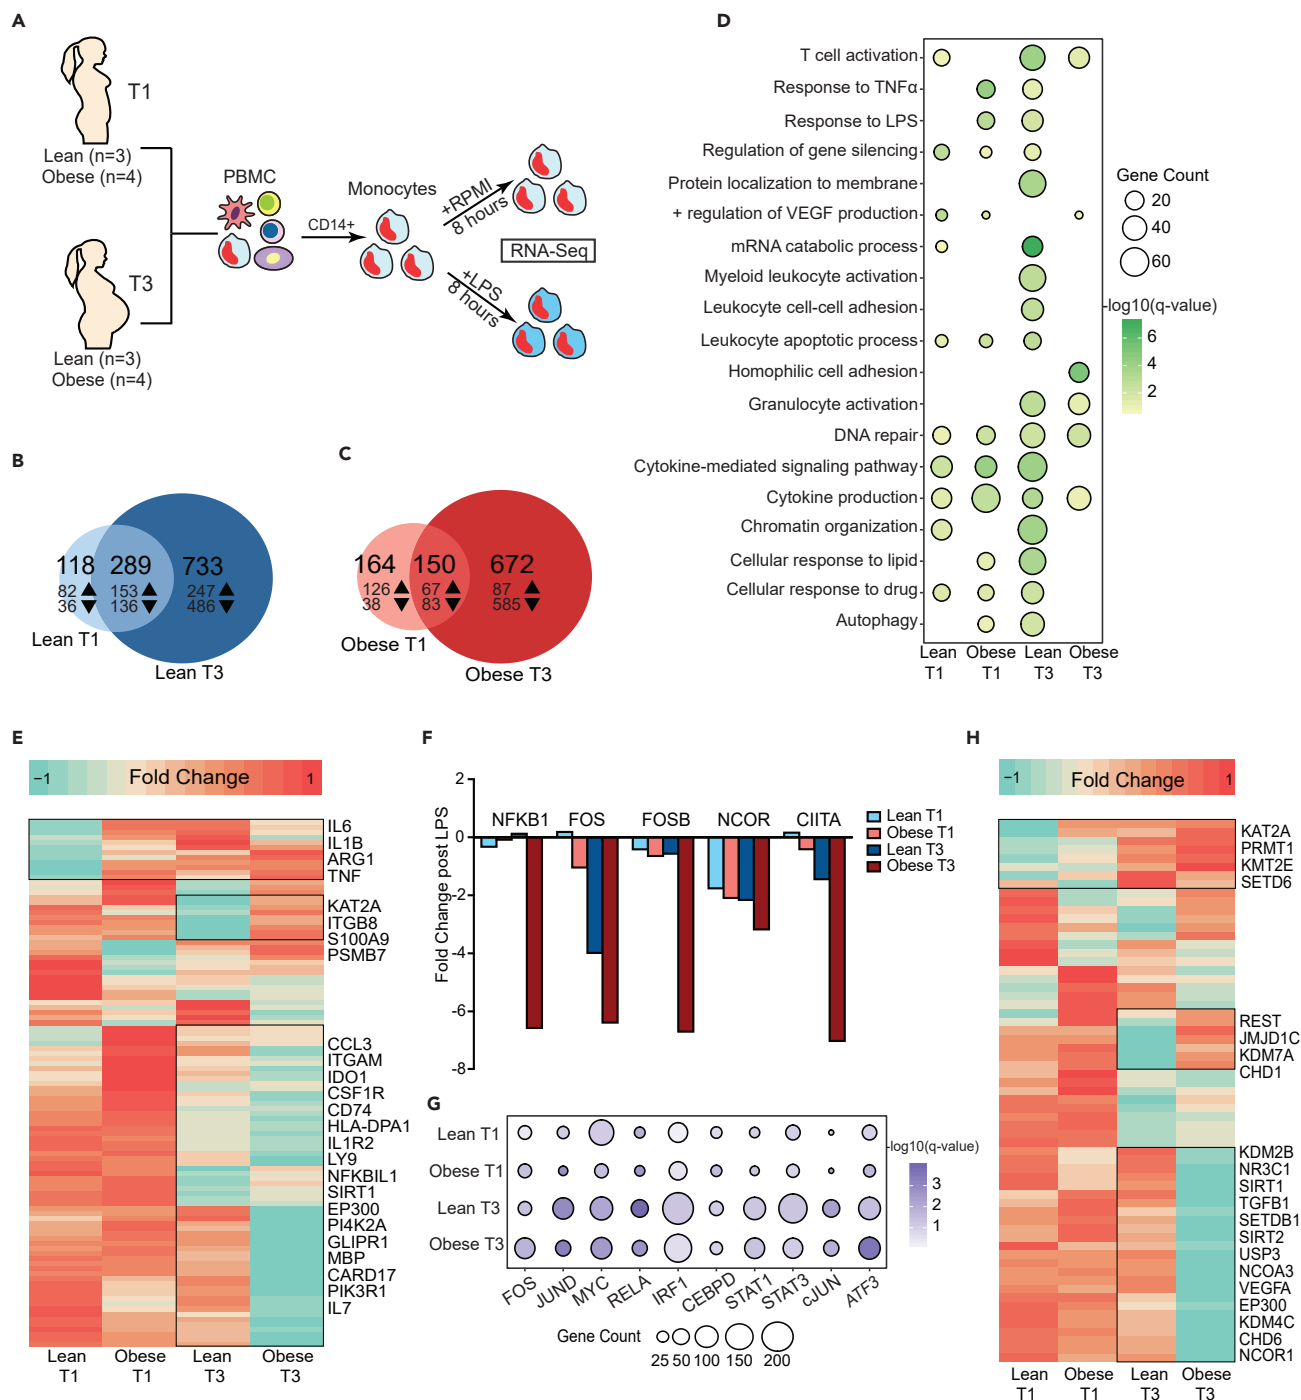 A
T1
Lean (n=3)
Obese (n=4)
T3
Lean (n=3)
Obese (n=4)
PBMC
CD14+
Monocytes
+RPMI
8 hours
+LPS
8 hours
RNA-Seq
B
118 289 733
82 153 247
36 136 486
Lean T1
Lean T3
C
164 150 672
126 67 87
38 83 585
Obese T1
Obese T3
D
T cell activation
Response to TNFα
Response to LPS
Regulation of gene silencing
Protein localization to membrane
+ regulation of VEGF production
mRNA catabolic process
Myeloid leukocyte activation
Leukocyte cell-cell adhesion
Leukocyte apoptotic process
Homophilic cell adhesion
Granulocyte activation
DNA repair
Cytokine-mediated signaling pathway
Cytokine production
Chromatin organization
Cellular response to lipid
Cellular response to drug
Autophagy
Lean Obese Lean Obese
T1 T1 T3 T3
Gene Count
20
40
60
-log10(q-value)
6
4
2
E
−1 Fold Change 1
IL6
IL1B
ARG1
TNF
KAT2A
ITGB8
S100A9
PSMB7
CCL3
ITGAM
IDO1
CSF1R
CD74
HLA-DPA1
IL1R2
LY9
NFKBIL1
SIRT1
EP300
PI4K2A
GLIPR1
MBP
CARD17
PIK3R1
IL7
Lean Obese Lean Obese
T1 T1 T3 T3
F
Fold Change post LPS
2
0
-2
-4
-6
-8
NFKB1 FOS FOSB NCOR CIITA
Lean T1
Obese T1
Lean T3
Obese T3
G
Lean T1
Obese T1
Lean T3
Obese T3
FOS JUND MYC RELA IRF1 CEBPD STAT1 STAT3 cJUN ATF3
-log10(q-value)
3
2
1
Gene Count
25 50 100 150 200
H
−1 Fold Change 1
KAT2A
PRMT1
KMT2E
SETD6
REST
JMJD1C
KDM7A
CHD1
KDM2B
NR3C1
SIRT1
TGFB1
SETDB1
SIRT2
USP3
NCOA3
VEGFA
EP300
KDM4C
CHD6
NCOR1
Lean Obese Lean Obese
T1 T1 T3 T3